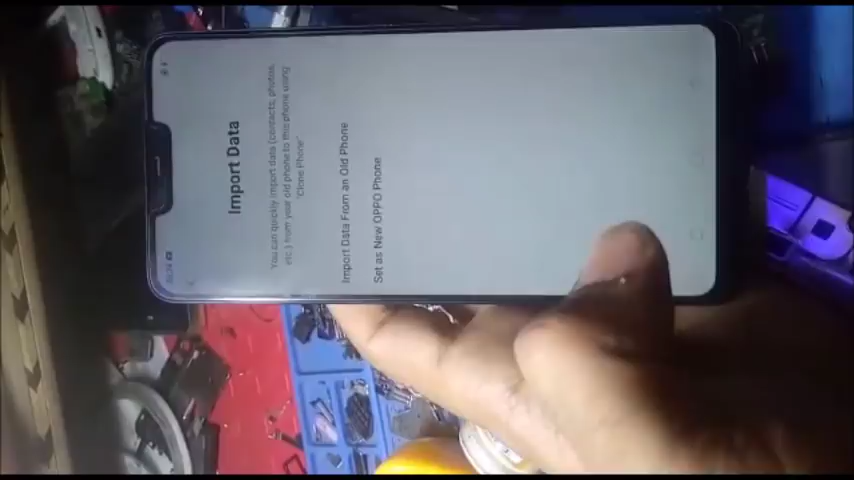 Import Data
You can quickly import data (contacts, photos,
etc.) from your old phone to this phone using
"Clone Phone"
Import Data From an Old Phone
Set as New OPPO Phone